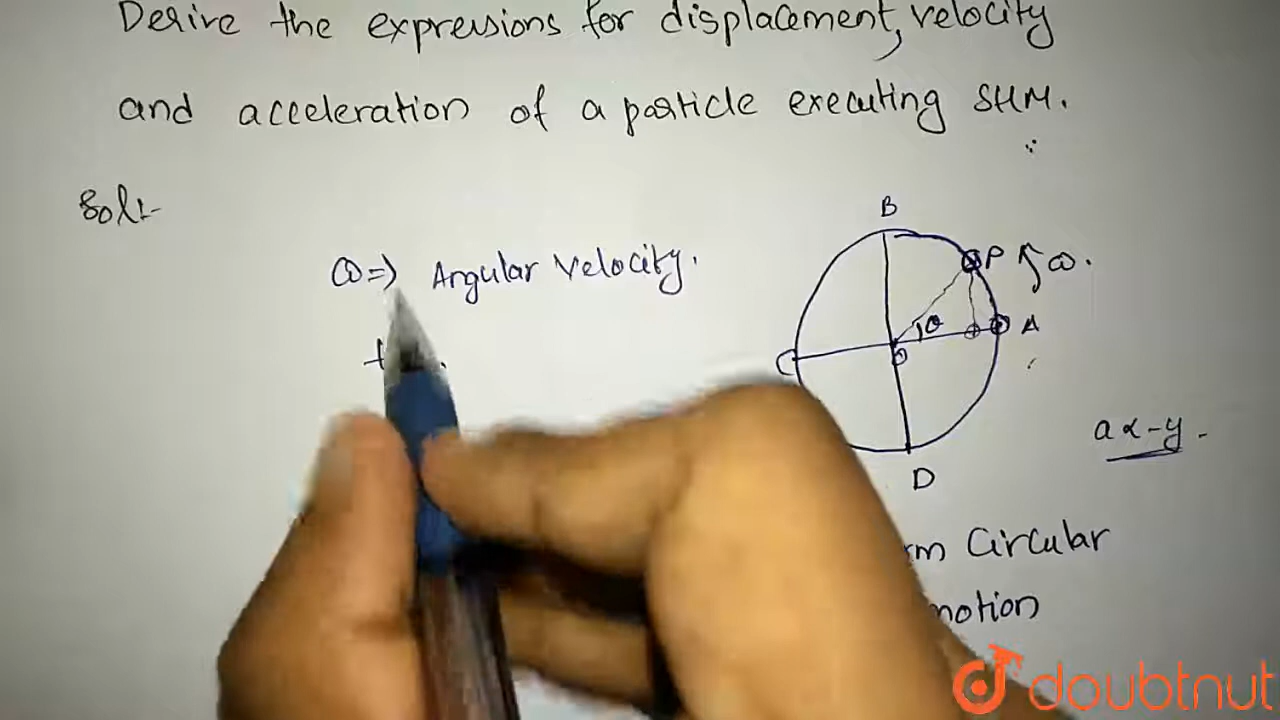 Derive the expressions for displacement, velocity
and acceleration of a particle executing SHM.
Sol:-
B
ω=> Angular Velocity.
P
ω.
θ
A
O
C
a ∝ -y.
D
Circular
motion
doubtnut